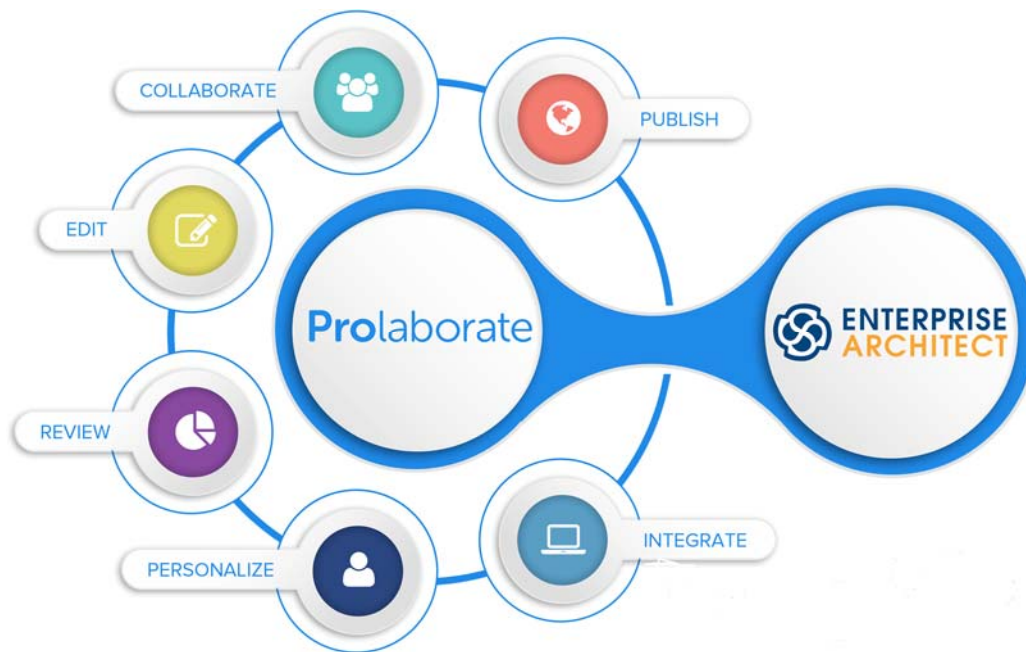 COLLABORATE
PUBLISH
EDIT
Prolaborate
ENTERPRISE
ARCHITECT
REVIEW
INTEGRATE
PERSONALIZE